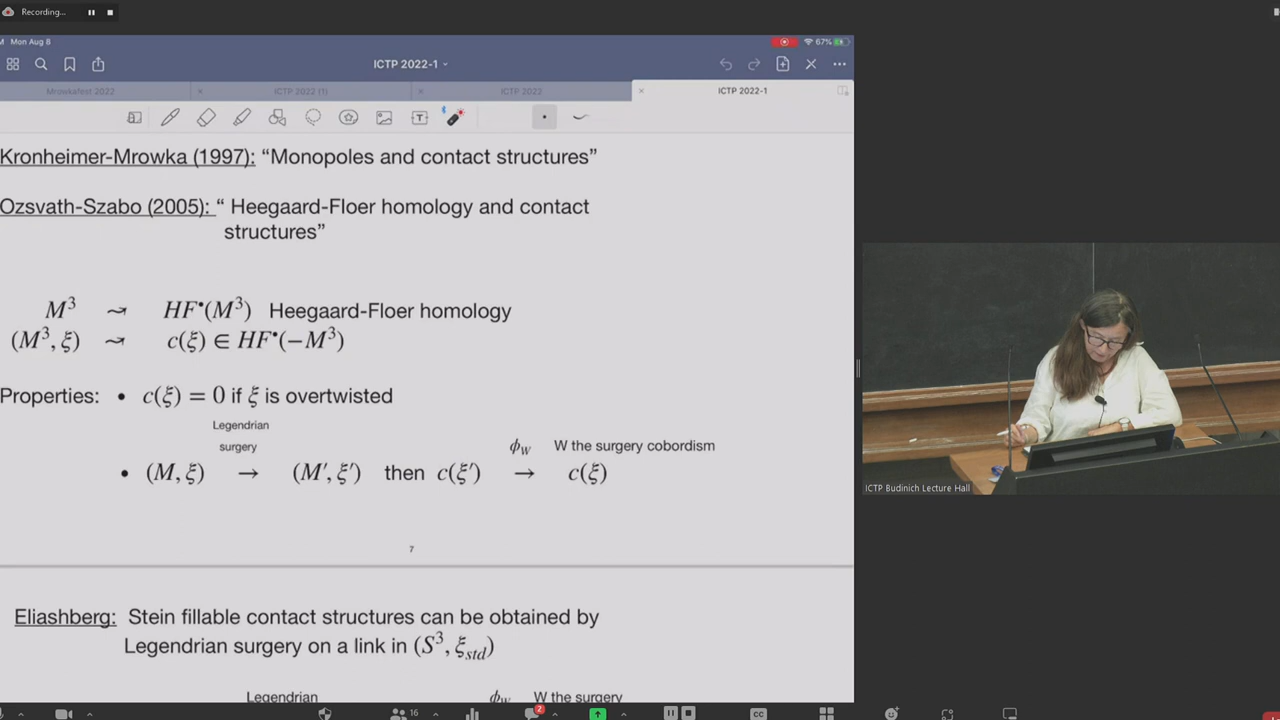 Recording...
Mon Aug 8
67%
ICTP 2022-1
Mrowkafest 2022
ICTP 2022 (1)
ICTP 2022
ICTP 2022-1
Kronheimer-Mrowka (1997): “Monopoles and contact structures”
Ozsvath-Szabo (2005): “ Heegaard-Floer homology and contact
structures”
M³ ⤳ HF•(M³) Heegaard-Floer homology
(M³, ξ) ⤳ c(ξ) ∈ HF•(−M³)
Properties: • c(ξ) = 0 if ξ is overtwisted
Legendrian
surgery
ϕ_W W the surgery cobordism
• (M, ξ) → (M′, ξ′) then c(ξ′) → c(ξ)
7
Eliashberg: Stein fillable contact structures can be obtained by
Legendrian surgery on a link in (S³, ξ_std)
Legendrian ϕ_W W the surgery
ICTP Budinich Lecture Hall
16
2
CC